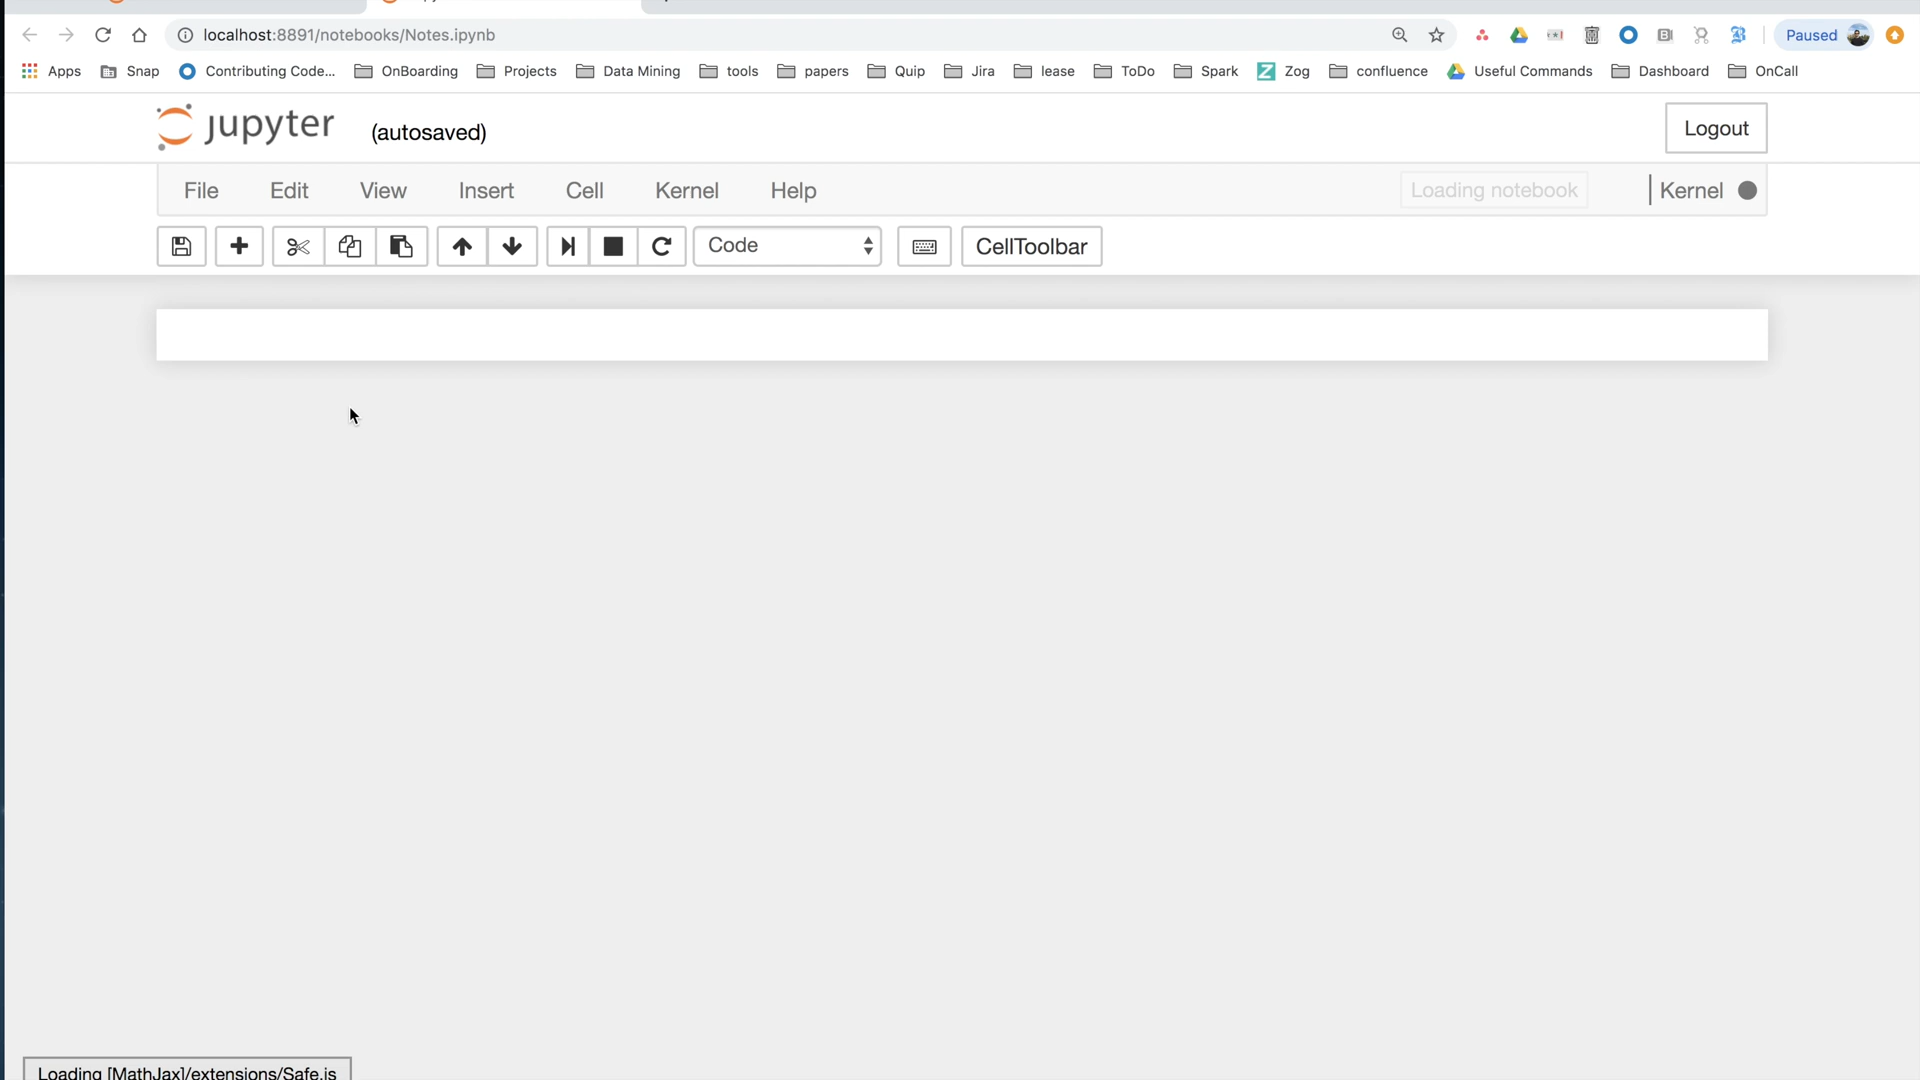 localhost:8891/notebooks/Notes.ipynb
Paused
Apps Snap Contributing Code... OnBoarding Projects Data Mining tools papers Quip Jira lease ToDo Spark Zog confluence Useful Commands Dashboard OnCall
jupyter (autosaved) Logout
File Edit View Insert Cell Kernel Help Loading notebook Kernel
Code CellToolbar
Loading [MathJax]/extensions/Safe.js